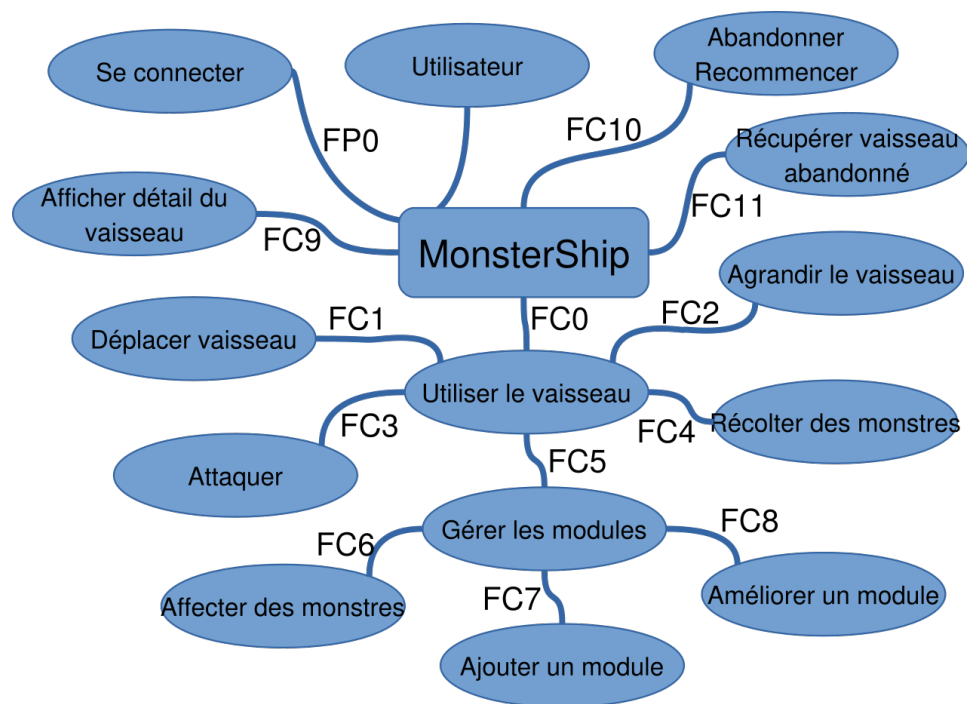 Abandonner
Recommencer
Utilisateur
Se connecter
FC10
FP0
Récupérer vaisseau
abandonné
Afficher détail du
vaisseau
FC11
FC9
MonsterShip
Agrandir le vaisseau
FC1
FC0
FC2
Déplacer vaisseau
Utiliser le vaisseau
FC3
FC4
Récolter des monstres
Attaquer
FC5
Gérer les modules
FC8
FC6
FC7
Affecter des monstres
Améliorer un module
Ajouter un module